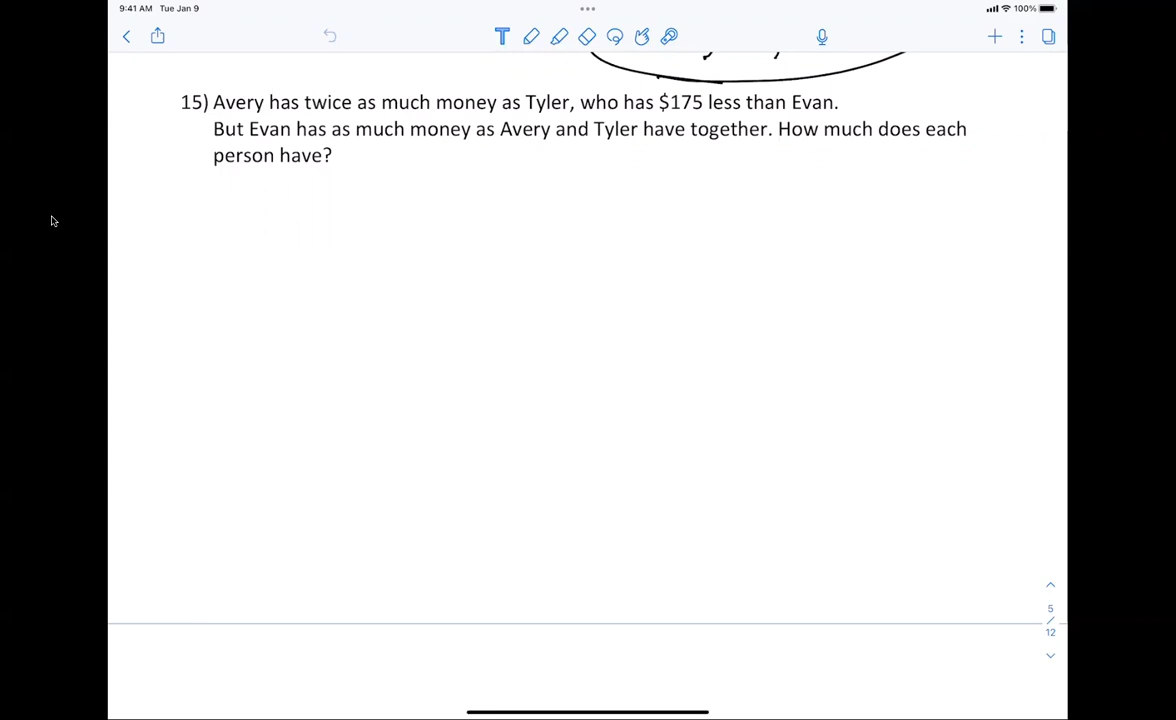 9:41 AM Tue Jan 9
100%
15) Avery has twice as much money as Tyler, who has $175 less than Evan.
But Evan has as much money as Avery and Tyler have together. How much does each
person have?
5
/
12